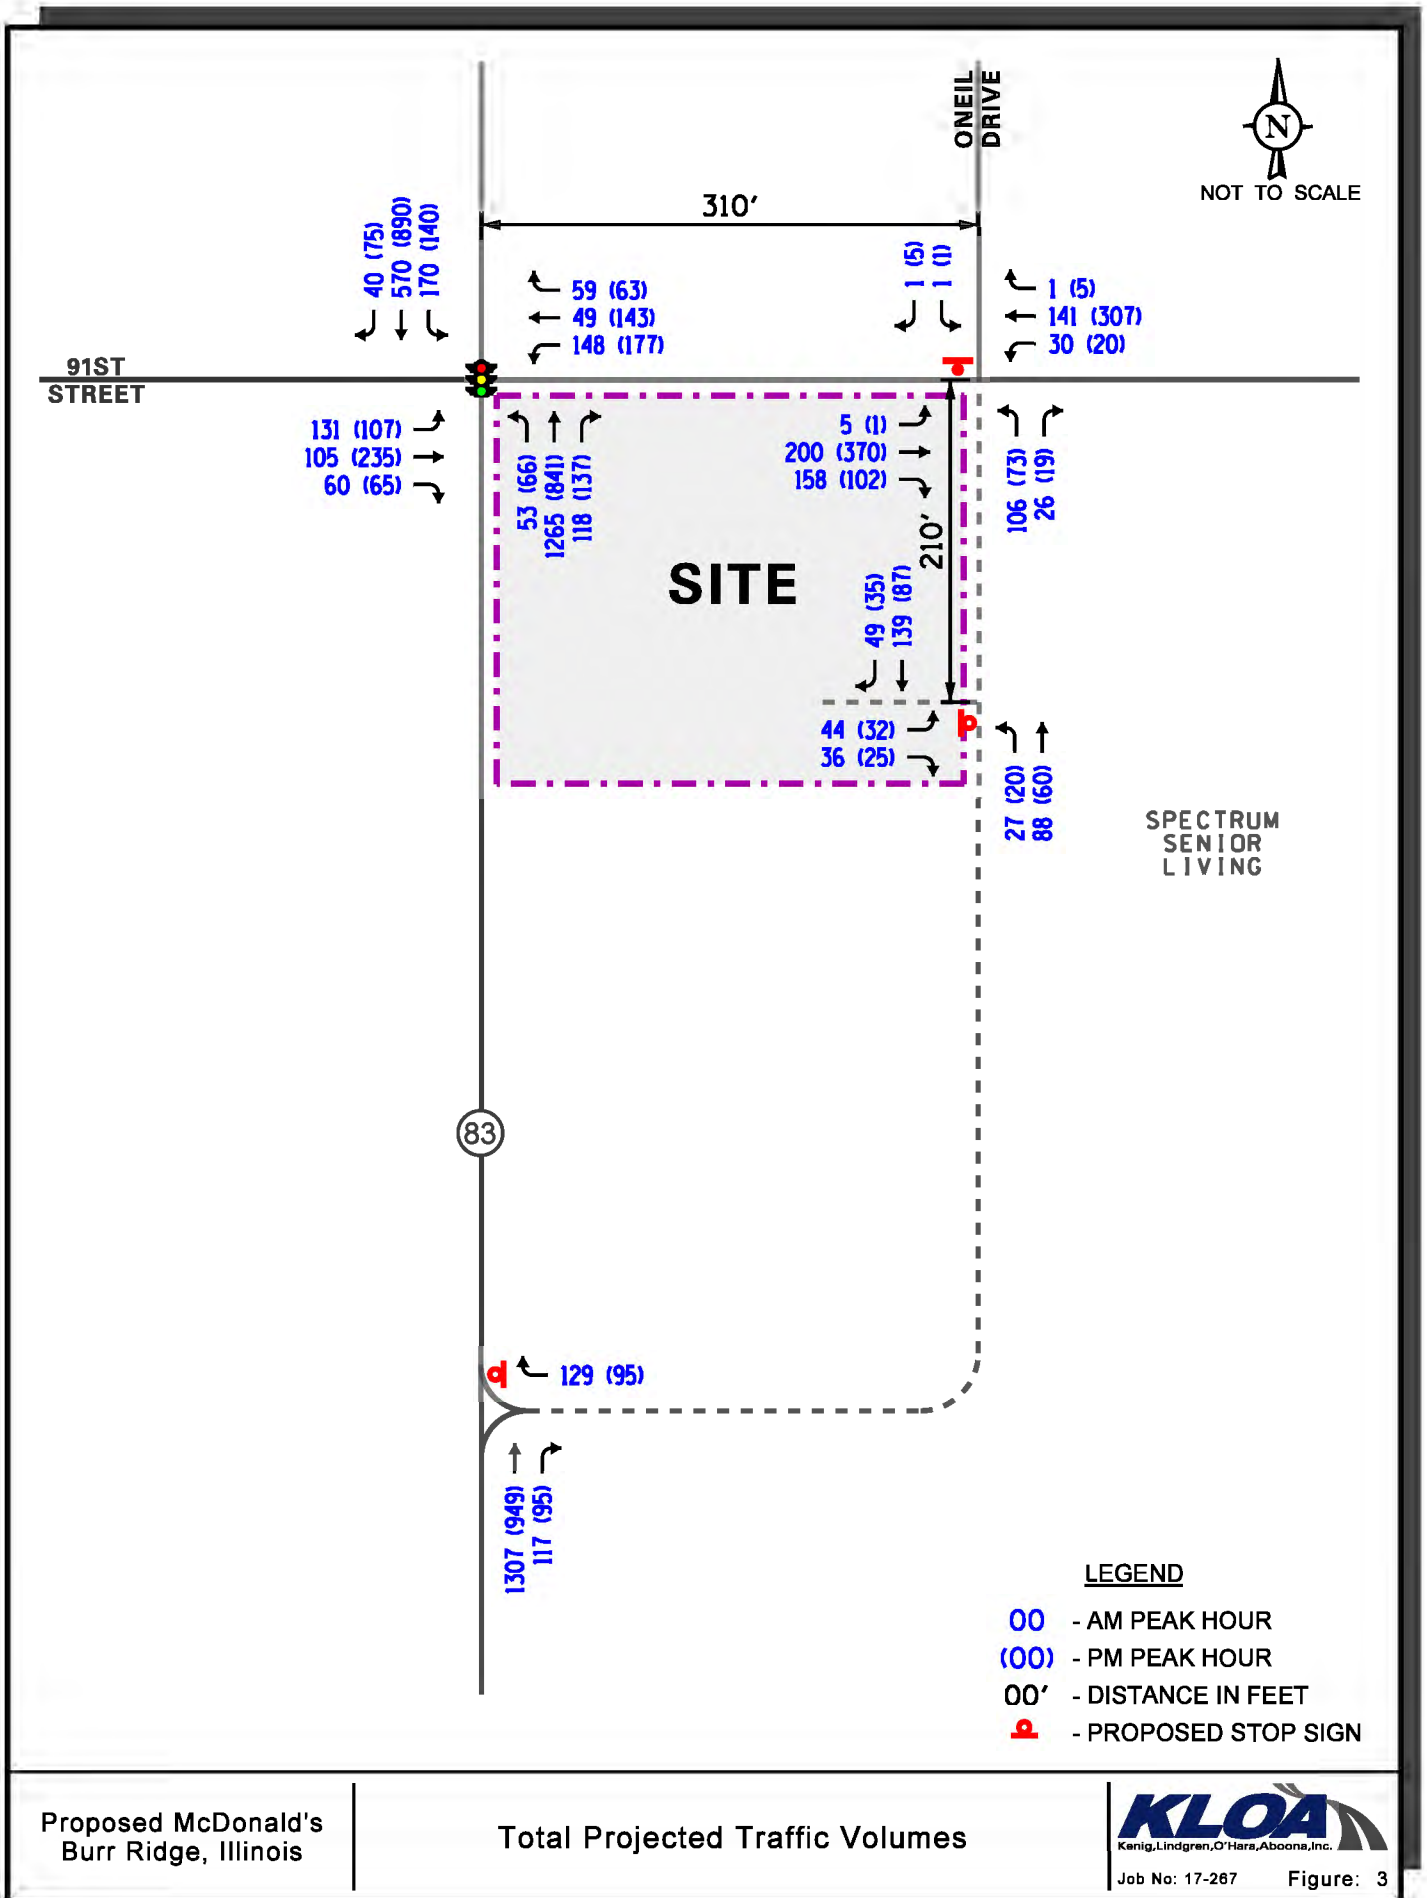 ONEIL
DRIVE
N
NOT TO SCALE
310'
40 (75)
570 (890)
170 (140)
59 (63)
49 (143)
148 (177)
1 (5)
1 (1)
1 (5)
141 (307)
30 (20)
91ST
STREET
131 (107)
105 (235)
60 (65)
53 (66)
1265 (841)
118 (137)
5 (1)
200 (370)
158 (102)
106 (73)
26 (19)
210'
SITE
49 (35)
139 (87)
44 (32)
36 (25)
27 (20)
88 (60)
SPECTRUM
SENIOR
LIVING
83
129 (95)
1307 (949)
117 (95)
LEGEND
00 - AM PEAK HOUR
(00) - PM PEAK HOUR
00' - DISTANCE IN FEET
- PROPOSED STOP SIGN
Proposed McDonald's
Burr Ridge, Illinois
Total Projected Traffic Volumes
KLOA
Kenig,Lindgren,O'Hara,Aboona,Inc.
Job No: 17-267 Figure: 3